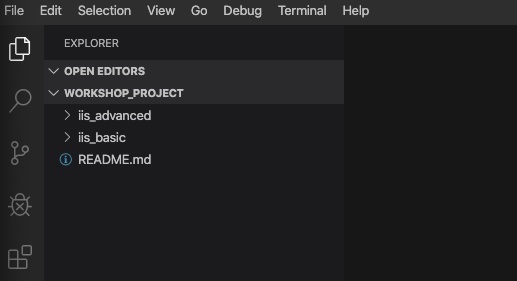 File Edit Selection View Go Debug Terminal Help
EXPLORER
OPEN EDITORS
WORKSHOP_PROJECT
iis_advanced
iis_basic
README.md